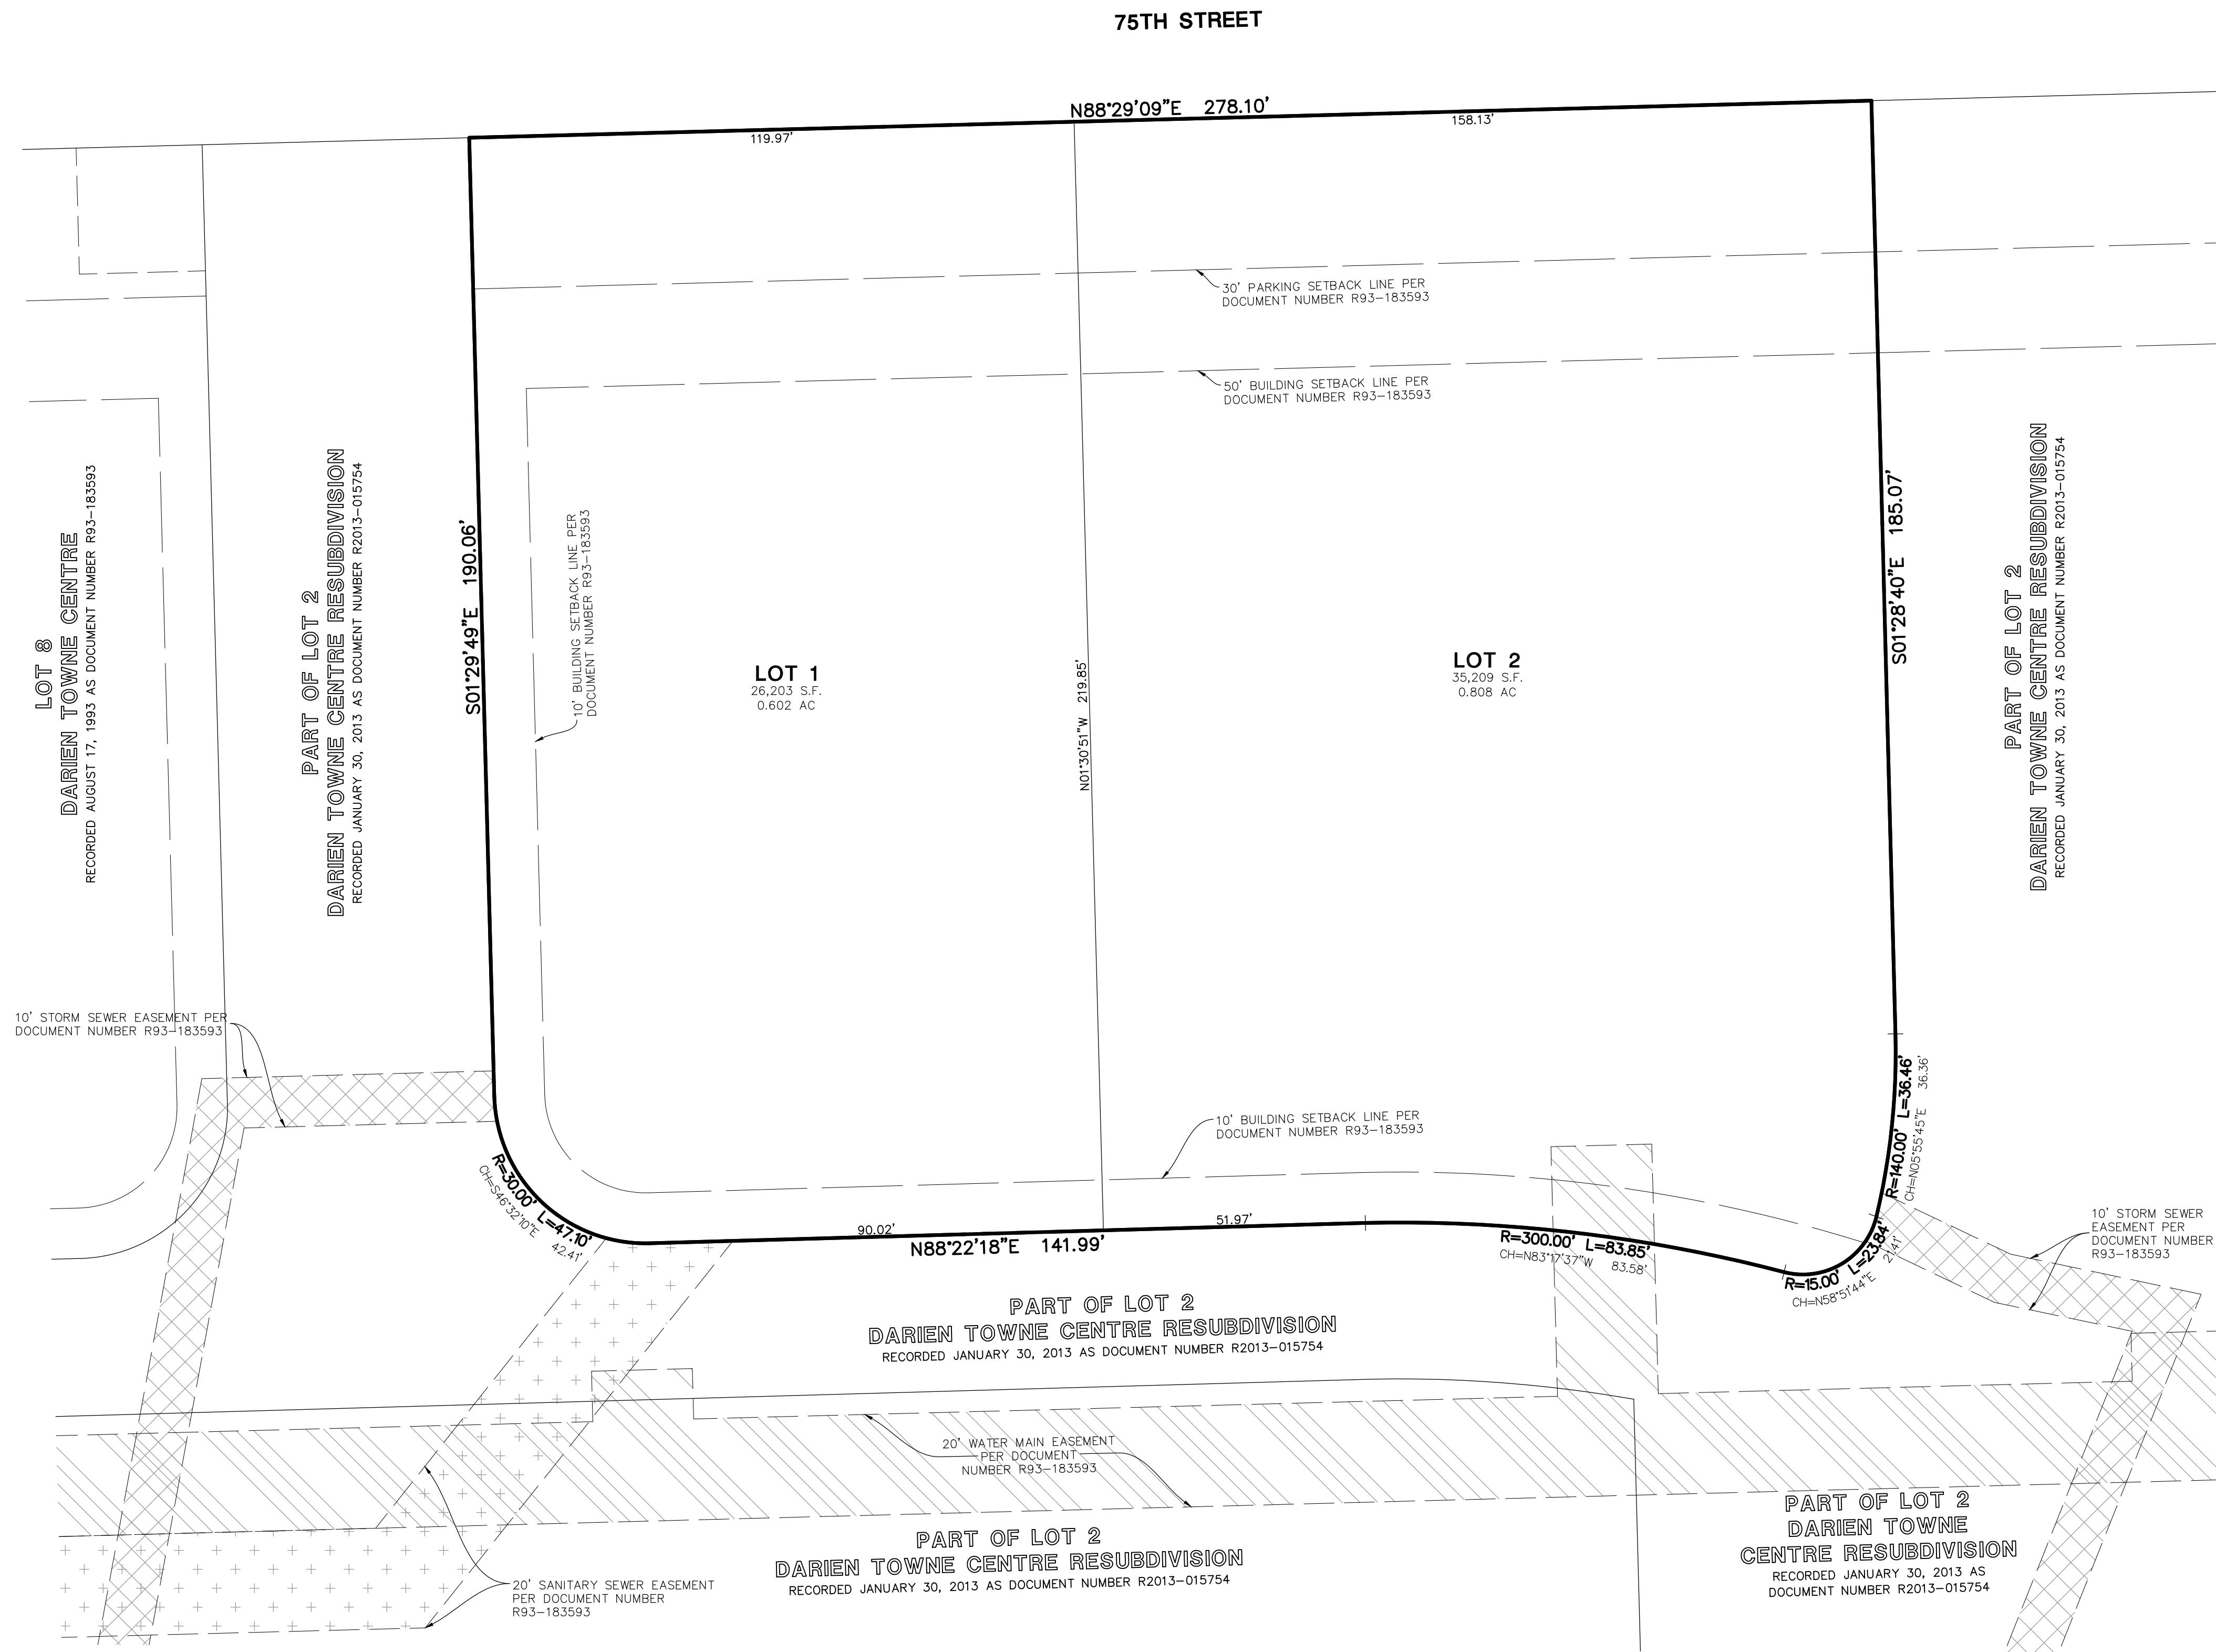 75TH STREET
N88°29'09"E 278.10'
119.97'
158.13'
30' PARKING SETBACK LINE PER
DOCUMENT NUMBER R93-183593
50' BUILDING SETBACK LINE PER
DOCUMENT NUMBER R93-183593
LOT 8
DARIEN TOWNE CENTRE
RECORDED AUGUST 17, 1993 AS DOCUMENT NUMBER R93-183593
PART OF LOT 2
DARIEN TOWNE CENTRE RESUBDIVISION
RECORDED JANUARY 30, 2013 AS DOCUMENT NUMBER R2013-015754
S01°29'49"E 190.06'
10' BUILDING SETBACK LINE PER
DOCUMENT NUMBER R93-183593
LOT 1
26,203 S.F.
0.602 AC
N01°30'51"W 219.85'
LOT 2
35,209 S.F.
0.808 AC
S01°28'40"E 185.07'
PART OF LOT 2
DARIEN TOWNE CENTRE RESUBDIVISION
RECORDED JANUARY 30, 2013 AS DOCUMENT NUMBER R2013-015754
10' STORM SEWER EASEMENT PER
DOCUMENT NUMBER R93-183593
R=30.00' L=47.10'
CH=S46°32'10"E 42.41'
90.02'
N88°22'18"E 141.99'
51.97'
10' BUILDING SETBACK LINE PER
DOCUMENT NUMBER R93-183593
R=300.00' L=83.85'
CH=N83°17'37"W 83.58'
R=15.00' L=23.84'
CH=N58°51'44"E 21.41'
R=140.00' L=36.46'
CH=N05°55'45"E 36.36'
10' STORM SEWER
EASEMENT PER
DOCUMENT NUMBER
R93-183593
PART OF LOT 2
DARIEN TOWNE CENTRE RESUBDIVISION
RECORDED JANUARY 30, 2013 AS DOCUMENT NUMBER R2013-015754
20' WATER MAIN EASEMENT
PER DOCUMENT
NUMBER R93-183593
PART OF LOT 2
DARIEN TOWNE CENTRE RESUBDIVISION
RECORDED JANUARY 30, 2013 AS DOCUMENT NUMBER R2013-015754
20' SANITARY SEWER EASEMENT
PER DOCUMENT NUMBER
R93-183593
PART OF LOT 2
DARIEN TOWNE
CENTRE RESUBDIVISION
RECORDED JANUARY 30, 2013 AS
DOCUMENT NUMBER R2013-015754